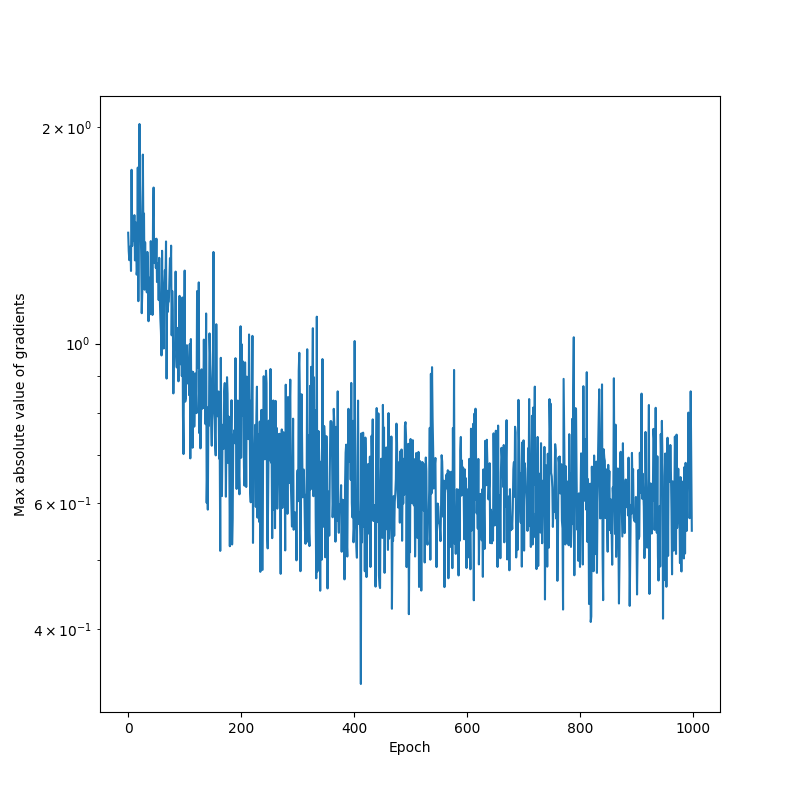 Max absolute value of gradients
2 × 10⁰
10⁰
6 × 10⁻¹
4 × 10⁻¹
0 200 400 600 800 1000
Epoch